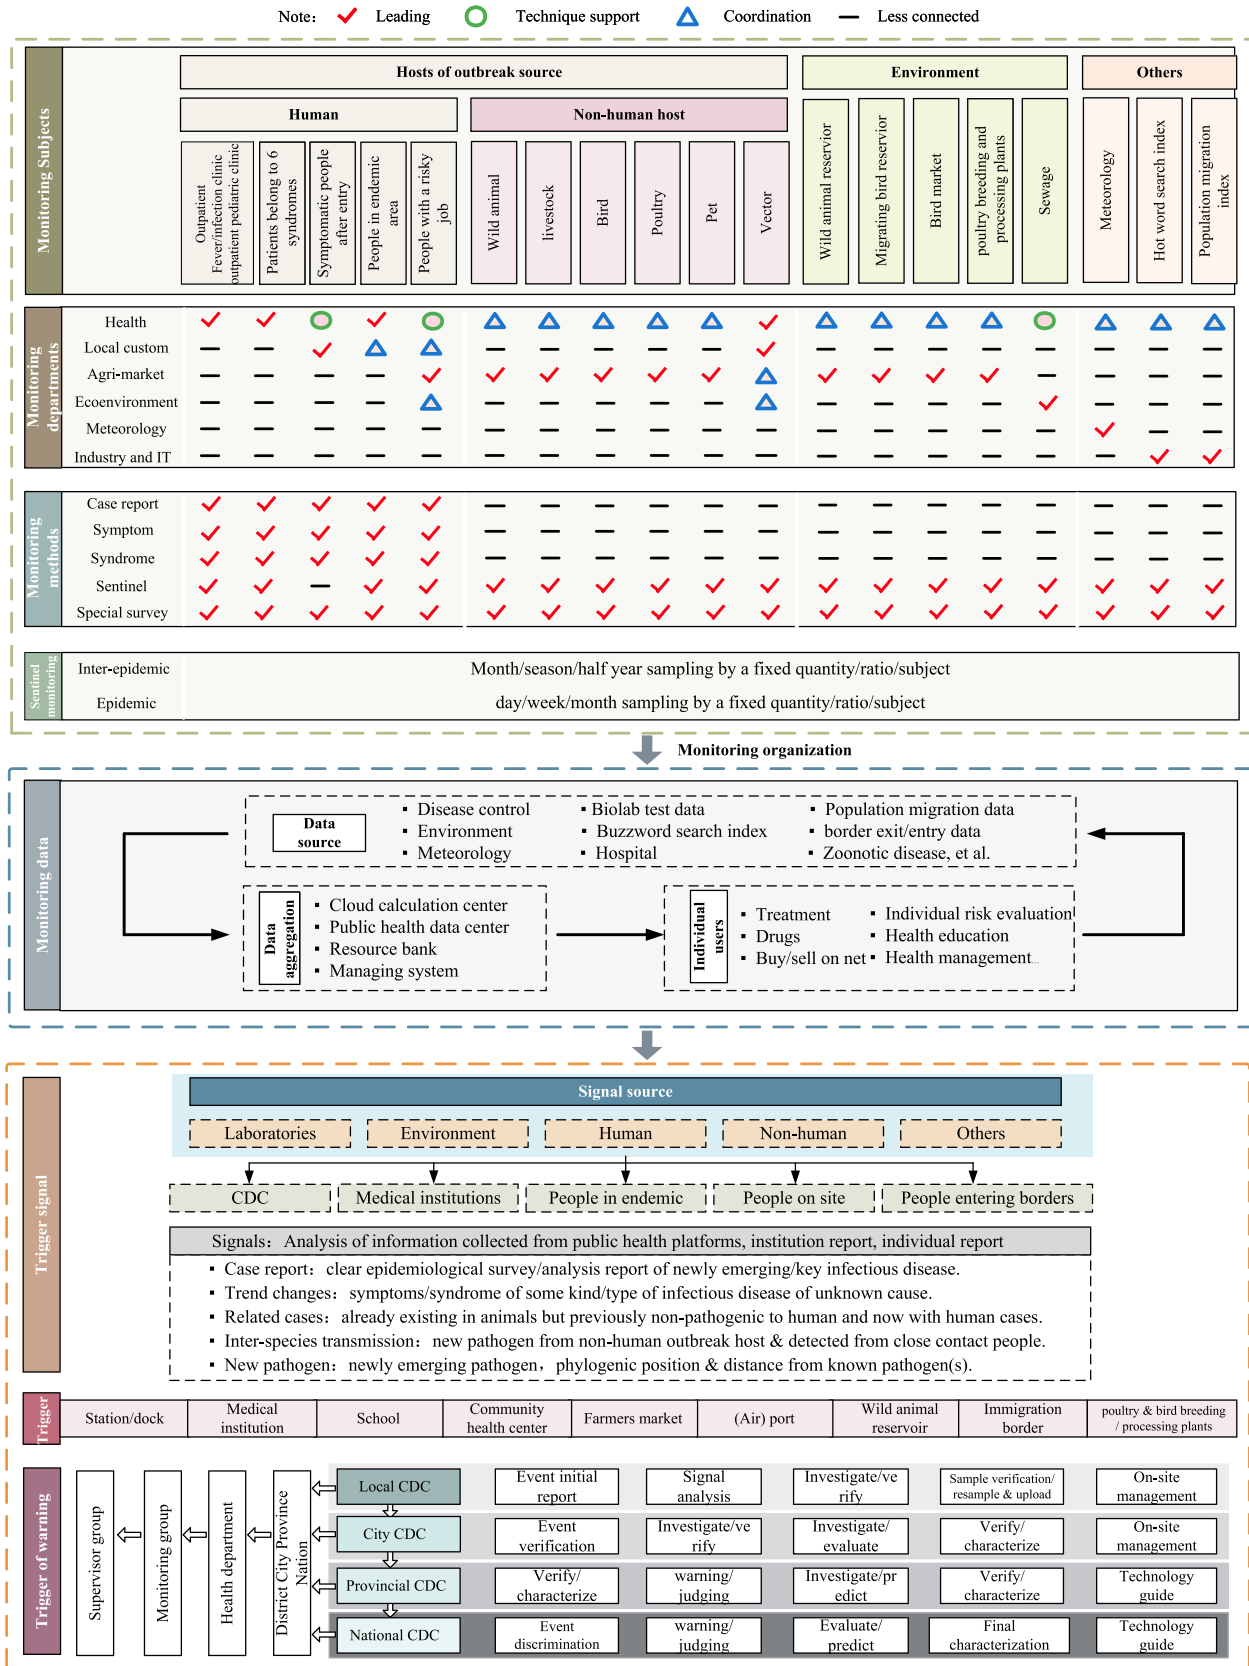 Note: Leading Technique support Coordination Less connected
Monitoring Subjects
Hosts of outbreak source
Environment
Others
Human
Non-human host
Outpatient
Fever/infection clinic
outpatient pediatric clinic
Patients belong to 6
syndromes
Symptomatic people
after entry
People in endemic
area
People with a risky
job
Wild animal
livestock
Bird
Poultry
Pet
Vector
Wild animal reservior
Migrating bird reservior
Bird market
poultry breeding and
processing plants
Sewage
Meteorology
Hot word search index
Population migration
index
Monitoring
departments
Health
Local custom
Agri-market
Ecoenvironment
Meteorology
Industry and IT
Monitoring
methods
Case report
Symptom
Syndrome
Sentinel
Special survey
Sentinel
monitoring
Inter-epidemic
Month/season/half year sampling by a fixed quantity/ratio/subject
Epidemic
day/week/month sampling by a fixed quantity/ratio/subject
Monitoring organization
Monitoring data
Data
source
▪ Disease control
▪ Environment
▪ Meteorology
▪ Biolab test data
▪ Buzzword search index
▪ Hospital
▪ Population migration data
▪ border exit/entry data
▪ Zoonotic disease, et al.
Data
aggregation
▪ Cloud calculation center
▪ Public health data center
▪ Resource bank
▪ Managing system
Individual
users
▪ Treatment
▪ Drugs
▪ Buy/sell on net
▪ Individual risk evaluation
▪ Health education
▪ Health management...
Trigger signal
Signal source
Laboratories
Environment
Human
Non-human
Others
CDC
Medical institutions
People in endemic
People on site
People entering borders
Signals: Analysis of information collected from public health platforms, institution report, individual report
▪ Case report: clear epidemiological survey/analysis report of newly emerging/key infectious disease.
▪ Trend changes: symptoms/syndrome of some kind/type of infectious disease of unknown cause.
▪ Related cases: already existing in animals but previously non-pathogenic to human and now with human cases.
▪ Inter-species transmission: new pathogen from non-human outbreak host & detected from close contact people.
▪ New pathogen: newly emerging pathogen, phylogenic position & distance from known pathogen(s).
Trigger
Station/dock
Medical
institution
School
Community
health center
Farmers market
(Air) port
Wild animal
reservoir
Immigration
border
poultry & bird breeding
/ processing plants
Trigger of warning
Supervisor group
Monitoring group
Health department
District City Province
Nation
Local CDC
Event initial
report
Signal
analysis
Investigate/ve
rify
Sample verification/
resample & upload
On-site
management
City CDC
Event
verification
Investigate/ve
rify
Investigate/
evaluate
Verify/
characterize
On-site
management
Provincial CDC
Verify/
characterize
warning/
judging
Investigate/pr
edict
Verify/
characterize
Technology
guide
National CDC
Event
discrimination
warning/
judging
Evaluate/
predict
Final
characterization
Technology
guide